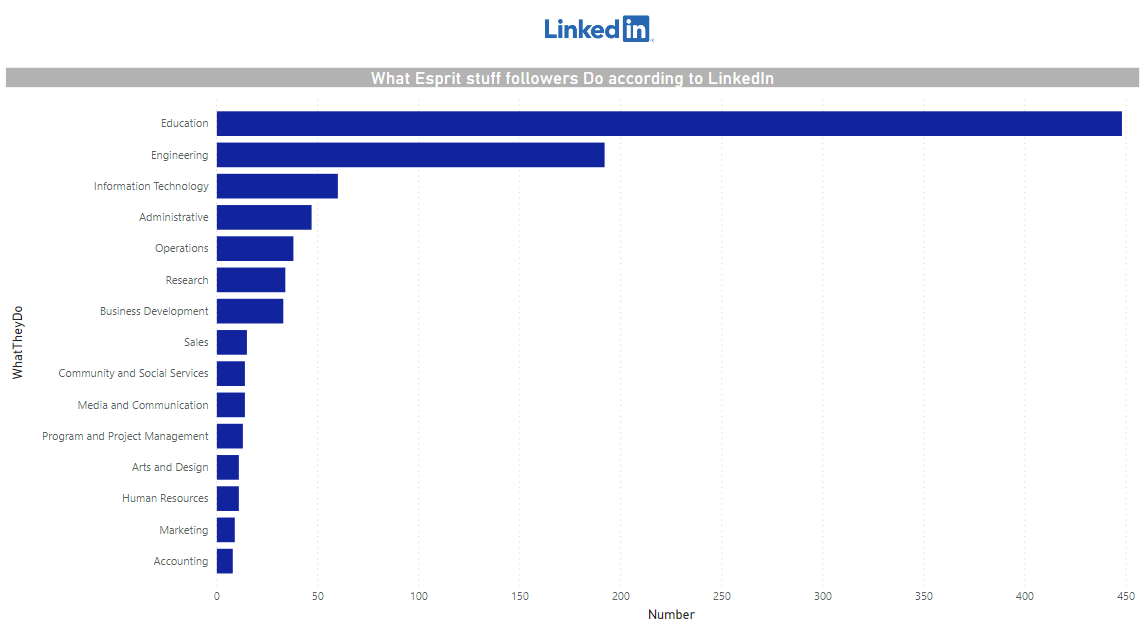 Linked in
What Esprit stuff followers Do according to LinkedIn
WhatTheyDo
Education
Engineering
Information Technology
Administrative
Operations
Research
Business Development
Sales
Community and Social Services
Media and Communication
Program and Project Management
Arts and Design
Human Resources
Marketing
Accounting
0 50 100 150 200 250 300 350 400 450
Number